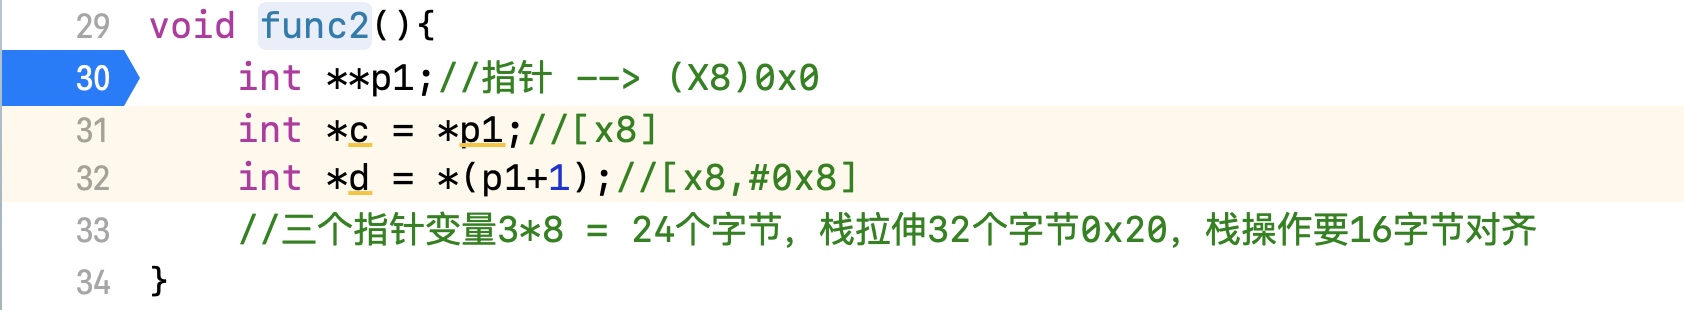 29 void func2(){
30 int **p1;//指针 --> (X8)0x0
31 int *c = *p1;//[x8]
32 int *d = *(p1+1);//[x8,#0x8]
33 //三个指针变量3*8 = 24个字节，栈拉伸32个字节0x20，栈操作要16字节对齐
34 }